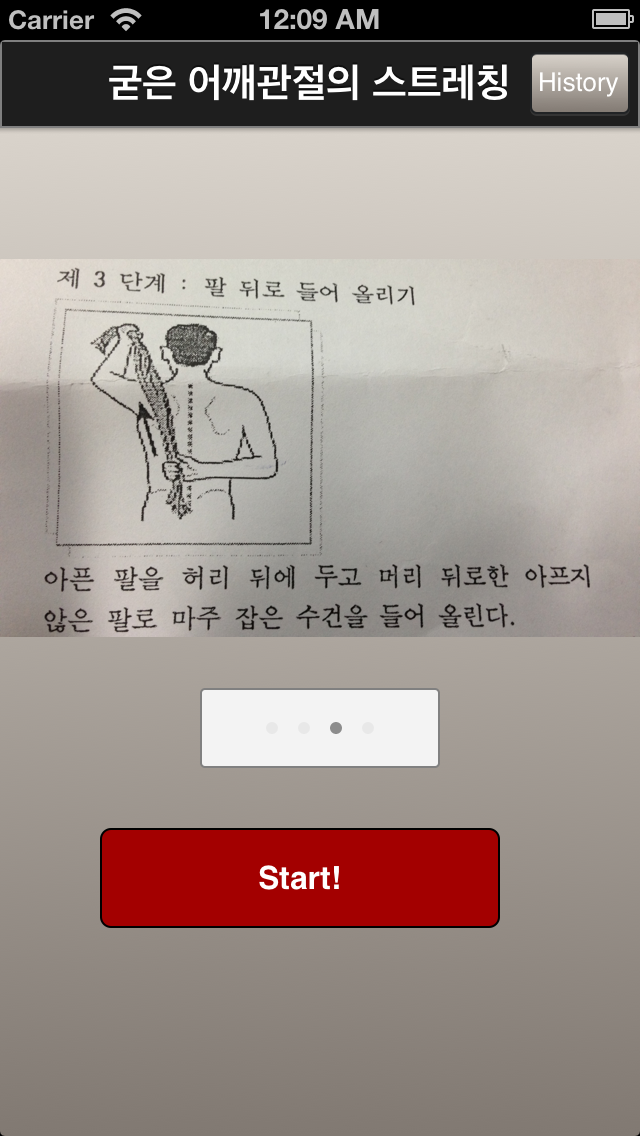 Carrier 12:09 AM
굳은 어깨관절의 스트레칭 History
제 3 단계 : 팔 뒤로 들어 올리기
아픈 팔을 허리 뒤에 두고 머리 뒤로한 아프지
않은 팔로 마주 잡은 수건을 들어 올린다.
Start!